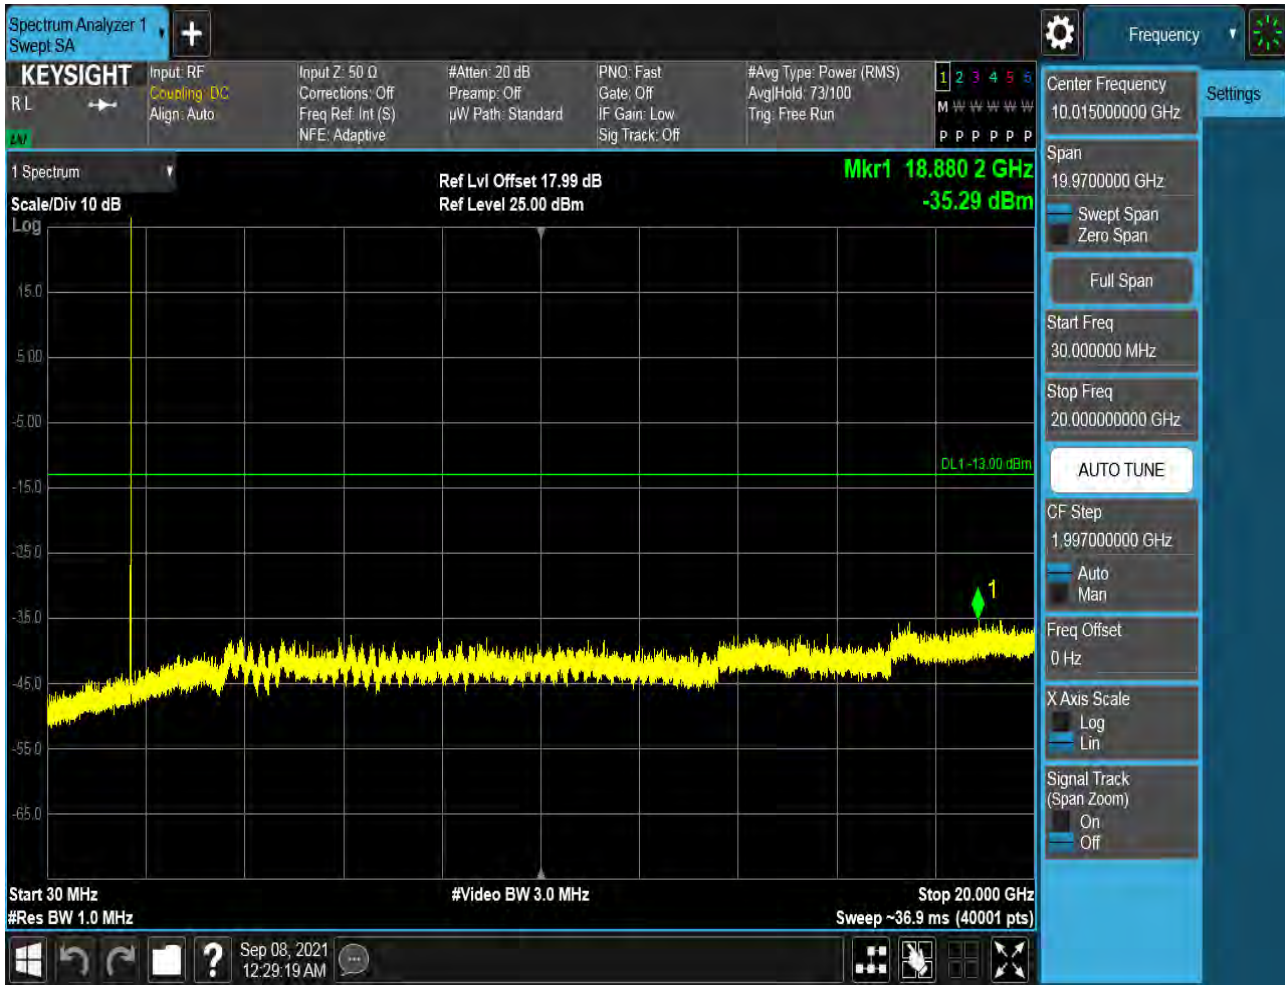 Spectrum Analyzer 1
Swept SA
Frequency
KEYSIGHT
R L
Input: RF
Coupling: DC
Align: Auto
Input Z: 50 Ω
Corrections: Off
Freq Ref: Int (S)
NFE: Adaptive
#Atten: 20 dB
Preamp: Off
µW Path: Standard
PNO: Fast
Gate: Off
IF Gain: Low
Sig Track: Off
#Avg Type: Power (RMS)
Avg|Hold: 73/100
Trig: Free Run
1 2 3 4 5 6
M W W W W W
P P P P P P
1 Spectrum
Scale/Div 10 dB
Ref Lvl Offset 17.99 dB
Ref Level 25.00 dBm
Mkr1 18.880 2 GHz
-35.29 dBm
Log
15.0
5.00
-5.00
DL1 -13.00 dBm
-15.0
-25.0
1
-35.0
-45.0
-55.0
-65.0
Start 30 MHz
#Video BW 3.0 MHz
Stop 20.000 GHz
#Res BW 1.0 MHz
Sweep ~36.9 ms (40001 pts)
Center Frequency
10.015000000 GHz
Settings
Span
19.9700000 GHz
Swept Span
Zero Span
Full Span
Start Freq
30.000000 MHz
Stop Freq
20.000000000 GHz
AUTO TUNE
CF Step
1.997000000 GHz
Auto
Man
Freq Offset
0 Hz
X Axis Scale
Log
Lin
Signal Track
(Span Zoom)
On
Off
?
Sep 08, 2021
12:29:19 AM